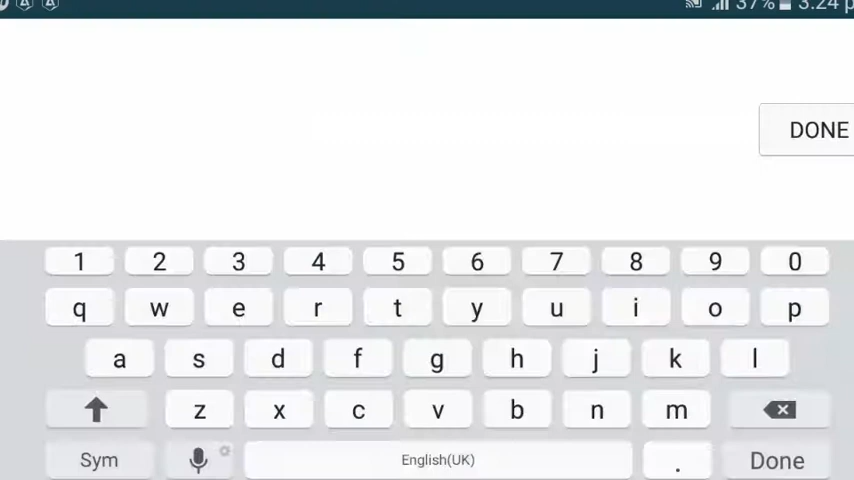 37% 3:24 p
DONE
1 2 3 4 5 6 7 8 9 0
q w e r t y u i o p
a s d f g h j k l
z x c v b n m
Sym English(UK) . Done